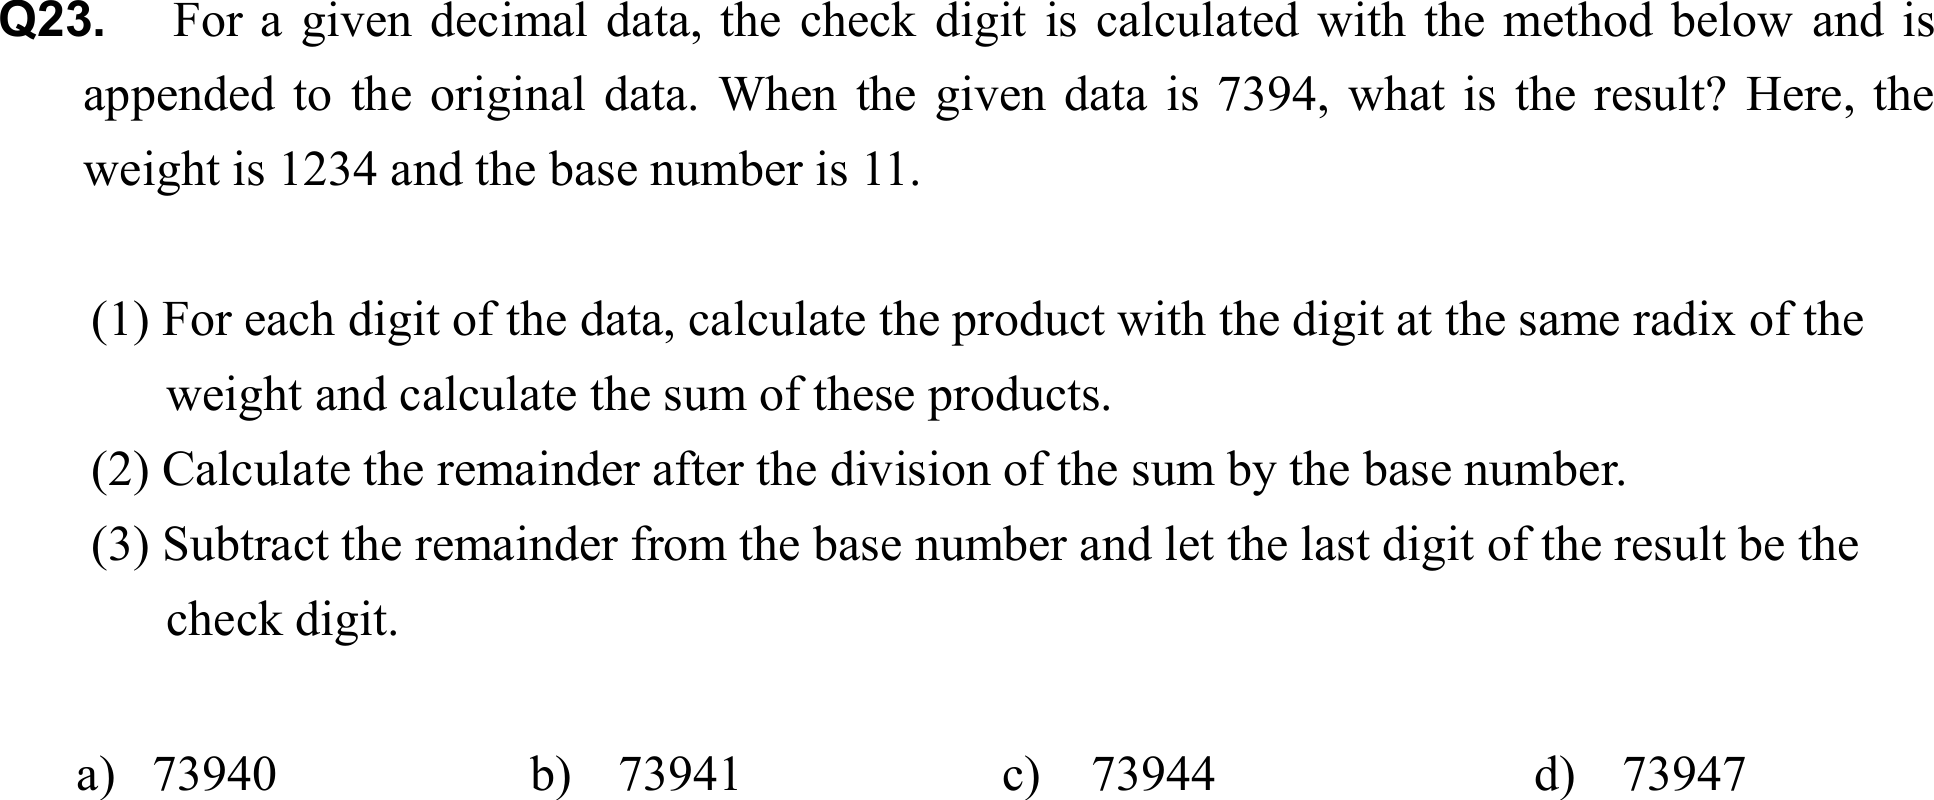 Q23. For a given decimal data, the check digit is calculated with the method below and is
appended to the original data. When the given data is 7394, what is the result? Here, the
weight is 1234 and the base number is 11.
(1) For each digit of the data, calculate the product with the digit at the same radix of the
weight and calculate the sum of these products.
(2) Calculate the remainder after the division of the sum by the base number.
(3) Subtract the remainder from the base number and let the last digit of the result be the
check digit.
a) 73940 b) 73941 c) 73944 d) 73947